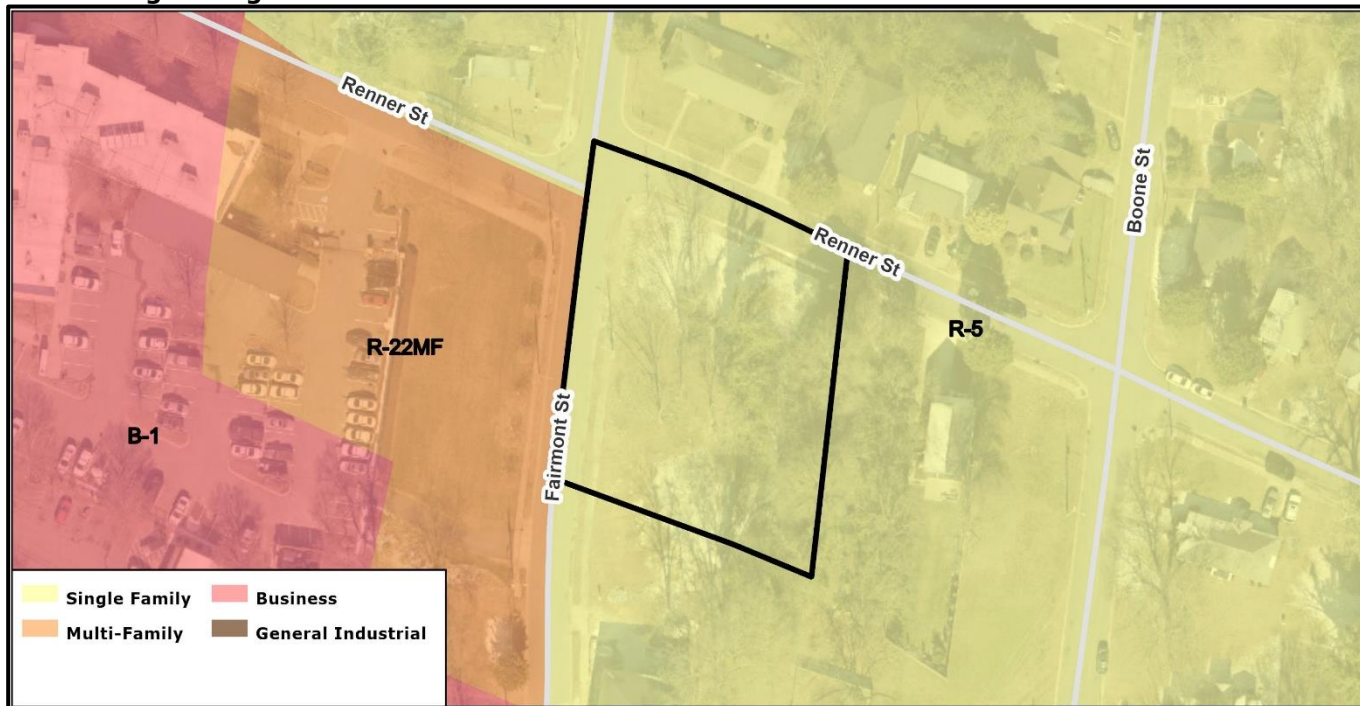 Renner St
Boone St
Renner St
R-5
R-22MF
B-1
Fairmont St
Single Family
Business
Multi-Family
General Industrial